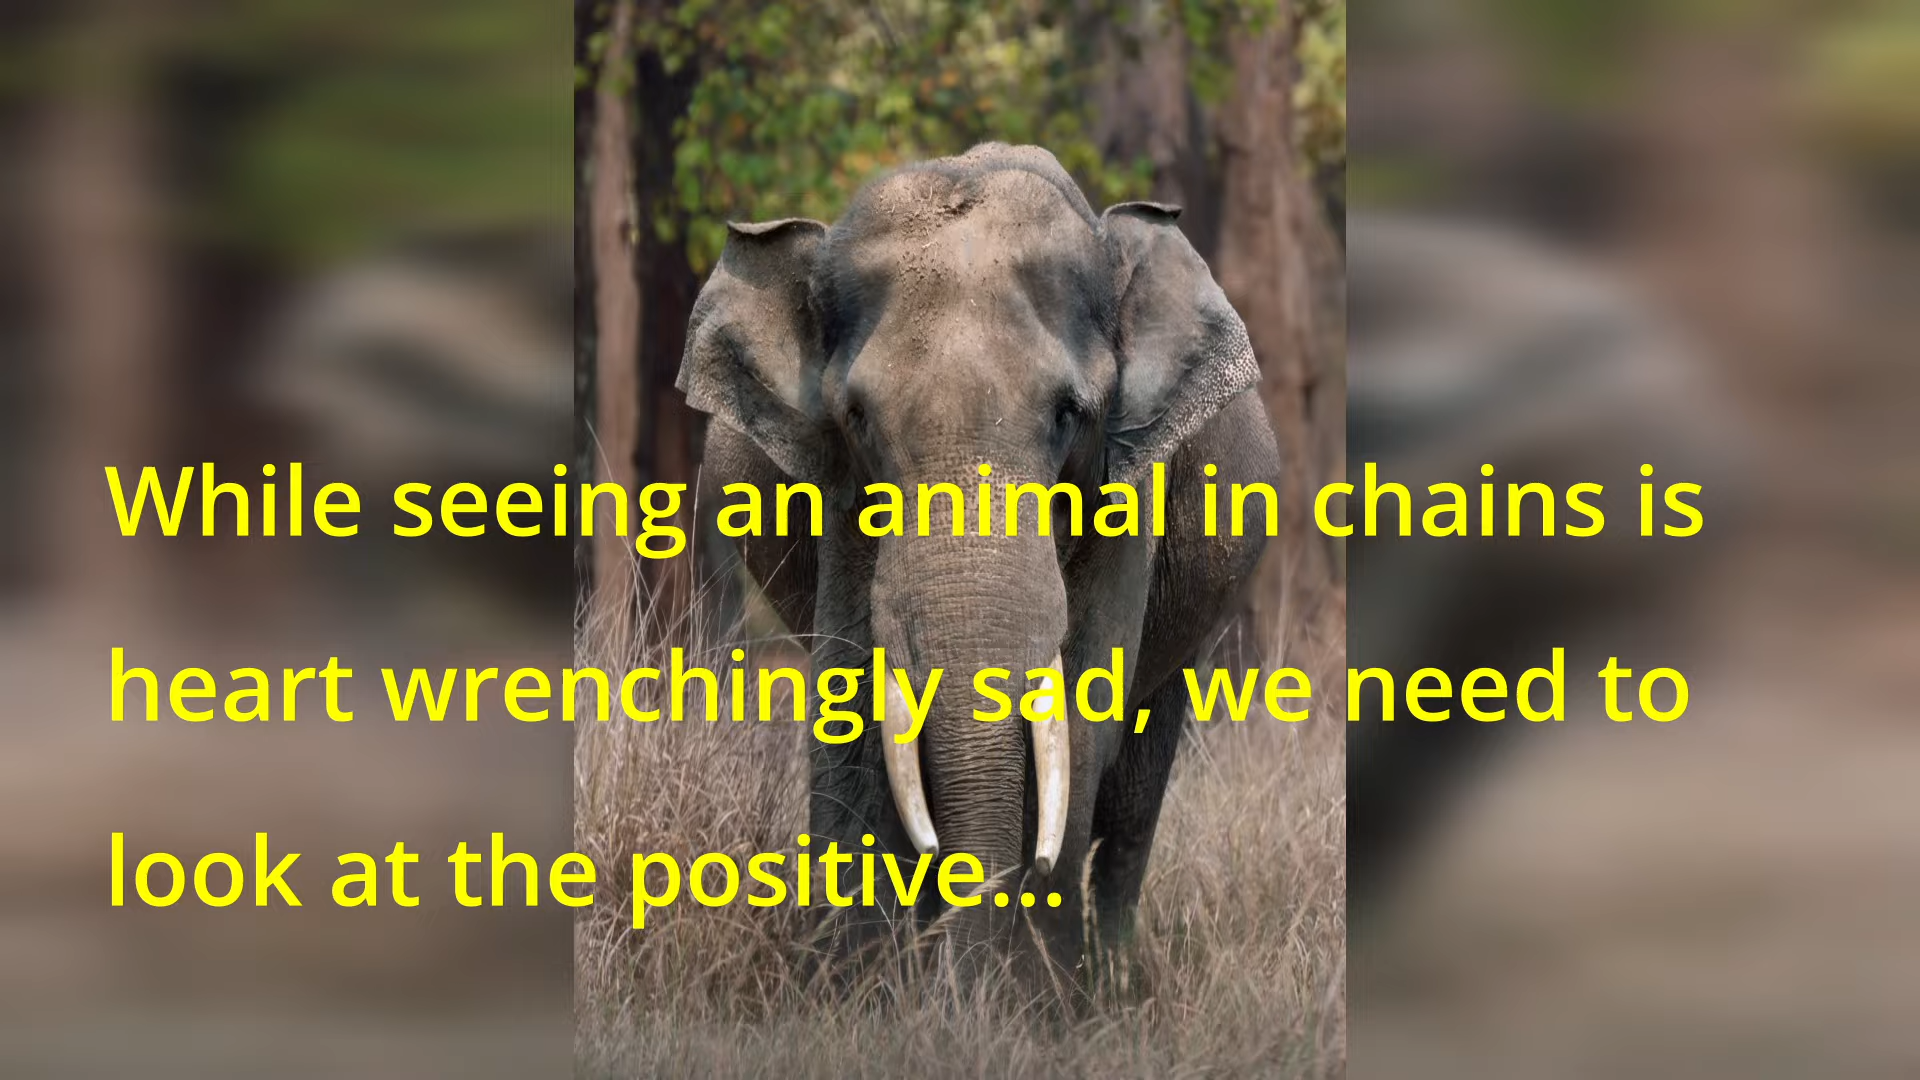 While seeing an animal in chains is
heart wrenchingly sad, we need to
look at the positive...